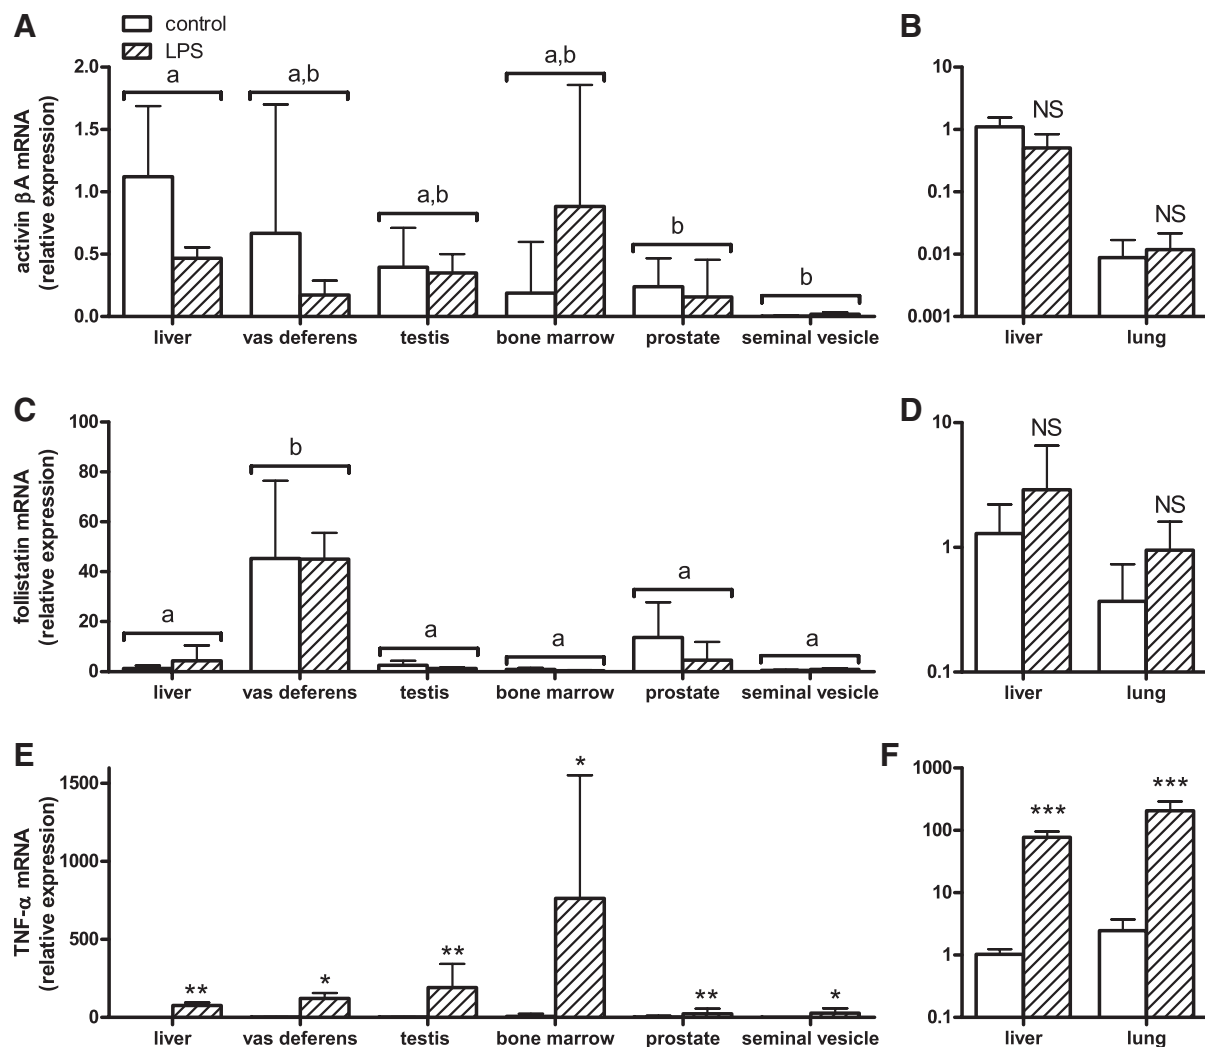 A
control
LPS
activin βA mRNA
(relative expression)
2.0
1.5
1.0
0.5
0.0
a
a,b
a,b
a,b
b
b
liver
vas deferens
testis
bone marrow
prostate
seminal vesicle
B
10
1
0.1
0.01
0.001
NS
NS
liver
lung
C
follistatin mRNA
(relative expression)
100
80
60
40
20
0
a
b
a
a
a
a
liver
vas deferens
testis
bone marrow
prostate
seminal vesicle
D
10
1
0.1
NS
NS
liver
lung
E
TNF-α mRNA
(relative expression)
1500
1000
500
0
**
*
**
*
**
*
liver
vas deferens
testis
bone marrow
prostate
seminal vesicle
F
1000
100
10
1
0.1
***
***
liver
lung